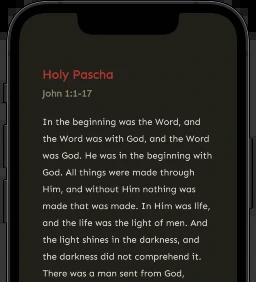 Holy Pascha
John 1:1-17
In the beginning was the Word, and
the Word was with God, and the Word
was God. He was in the beginning with
God. All things were made through
Him, and without Him nothing was
made that was made. In Him was life,
and the life was the light of men. And
the light shines in the darkness, and
the darkness did not comprehend it.
There was a man sent from God,